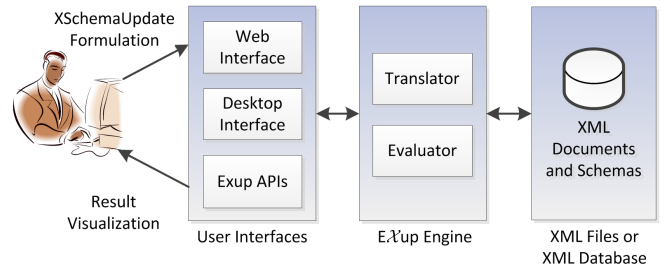 XSchemaUpdate
Formulation
Web
Interface
Desktop
Interface
Exup APIs
Result
Visualization
User Interfaces
Translator
Evaluator
E𝒳up Engine
XML
Documents
and Schemas
XML Files or
XML Database